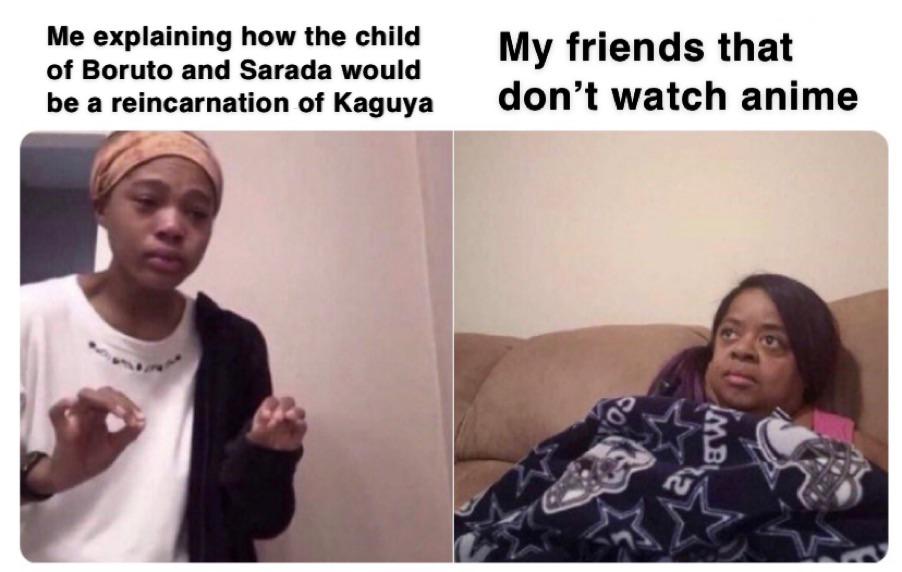 Me explaining how the child
of Boruto and Sarada would
be a reincarnation of Kaguya
My friends that
don’t watch anime